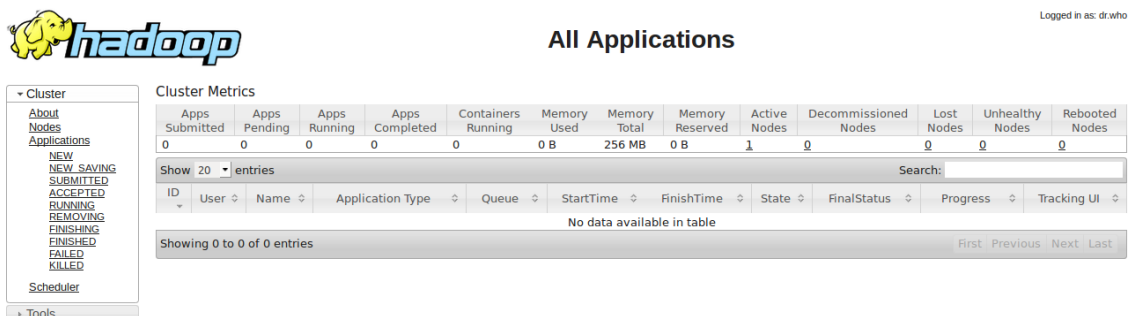 hadoop
All Applications
Logged in as: dr.who
Cluster
About
Nodes
Applications
NEW
NEW_SAVING
SUBMITTED
ACCEPTED
RUNNING
REMOVING
FINISHING
FINISHED
FAILED
KILLED
Scheduler
Tools
Cluster Metrics
Apps Submitted Apps Pending Apps Running Apps Completed Containers Running Memory Used Memory Total Memory Reserved Active Nodes Decommissioned Nodes Lost Nodes Unhealthy Nodes Rebooted Nodes
0 0 0 0 0 0 B 256 MB 0 B 1 0 0 0 0
Show 20 entries Search:
ID User Name Application Type Queue StartTime FinishTime State FinalStatus Progress Tracking UI
No data available in table
Showing 0 to 0 of 0 entries First Previous Next Last